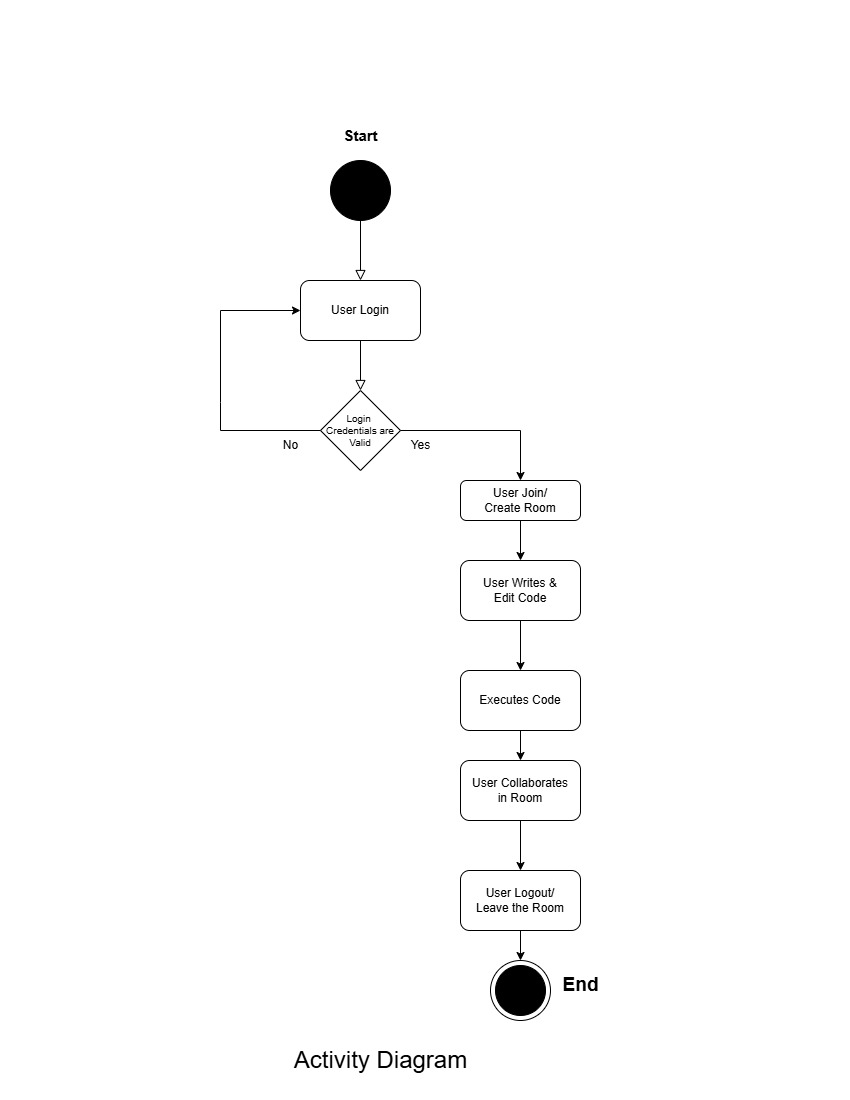 Start
User Login
Login
Credentials are
Valid
No
Yes
User Join/
Create Room
User Writes &
Edit Code
Executes Code
User Collaborates
in Room
User Logout/
Leave the Room
End
Activity Diagram